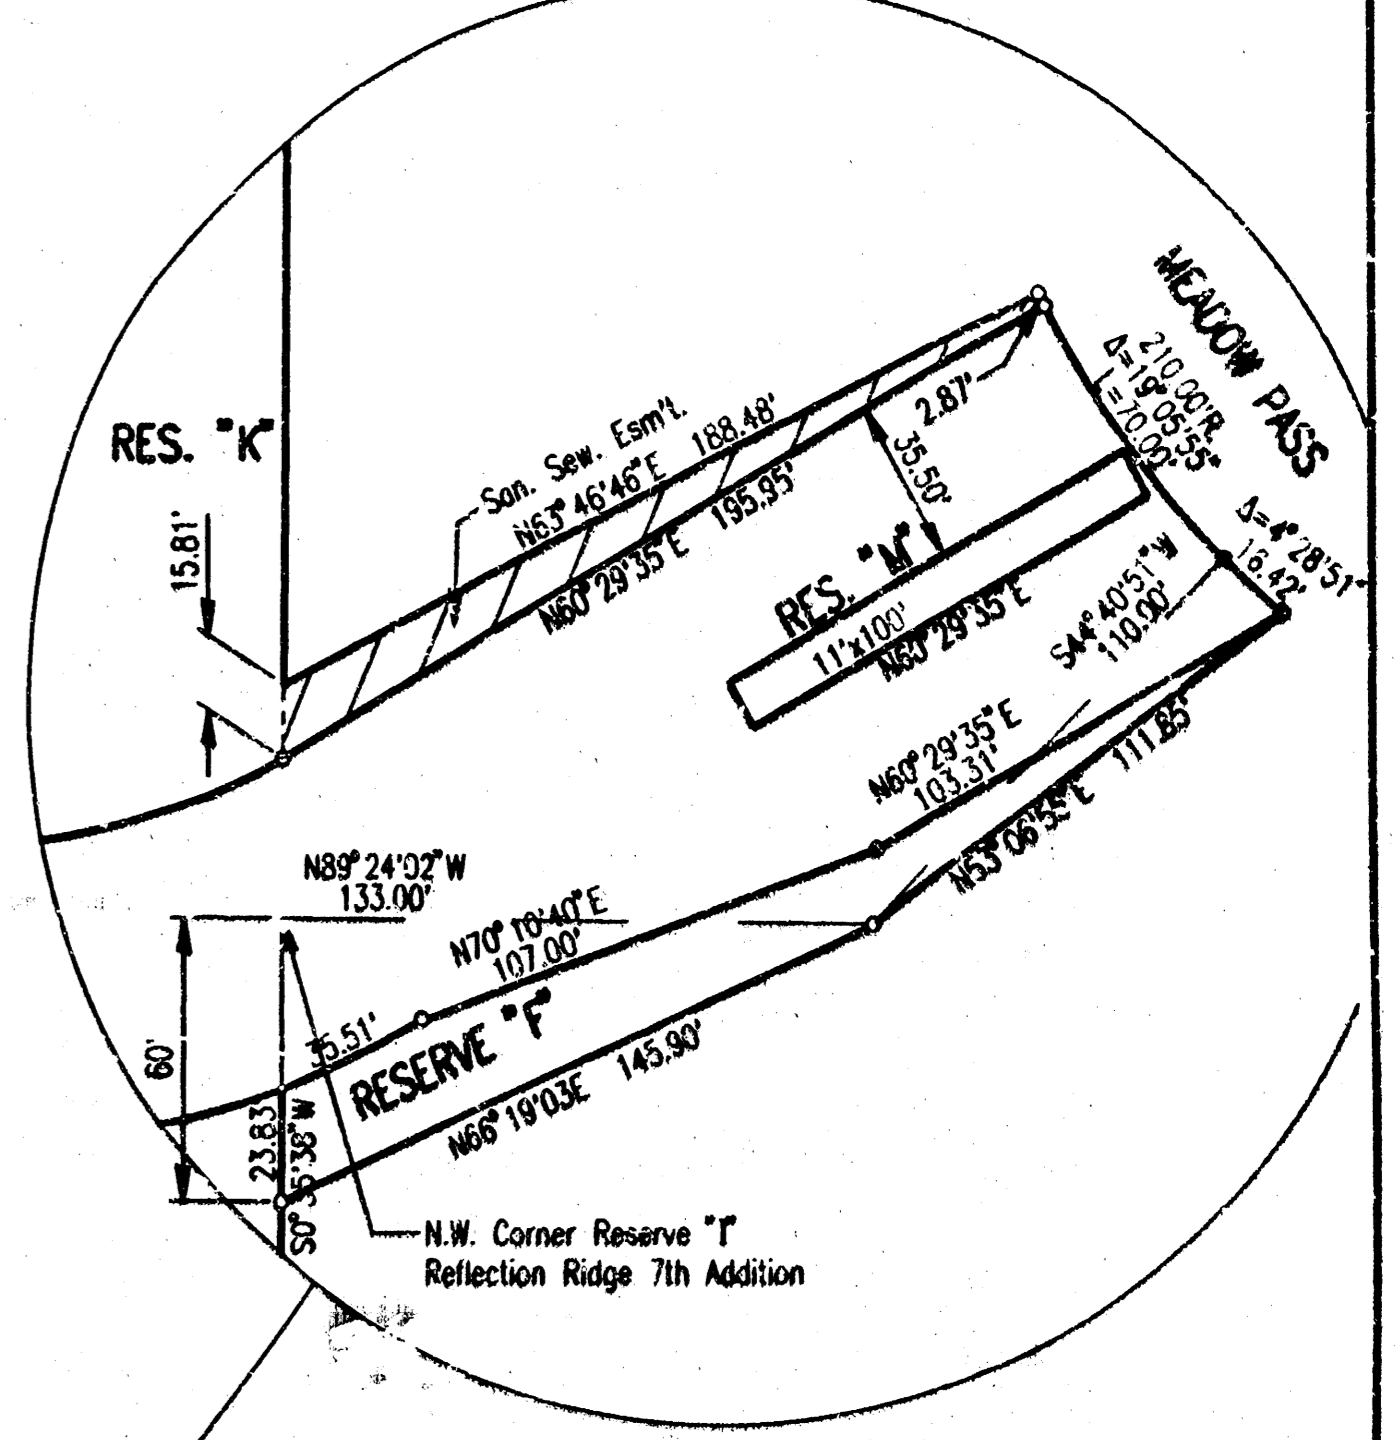 MEADOW PASS
210.00'R.
Δ=19°05'55"
L=70.00'
RES. "K"
San. Sew. Esm't.
N63°46'46"E 188.48'
2.87'
35.50'
15.81'
N60°29'35"E 195.95'
RES. "M"
11'x100'
N60°29'35"E
Δ=4°28'51"
16.42'
S44°40'51"W
110.00'
N60°29'35"E
103.31'
N53°06'55"E 111.85'
N89°24'02"W
133.00'
N70°10'40"E
107.00'
35.51'
RESERVE "F"
60'
23.83'
S0°35'38"W
N66°19'03E 145.90'
N.W. Corner Reserve "I"
Reflection Ridge 7th Addition